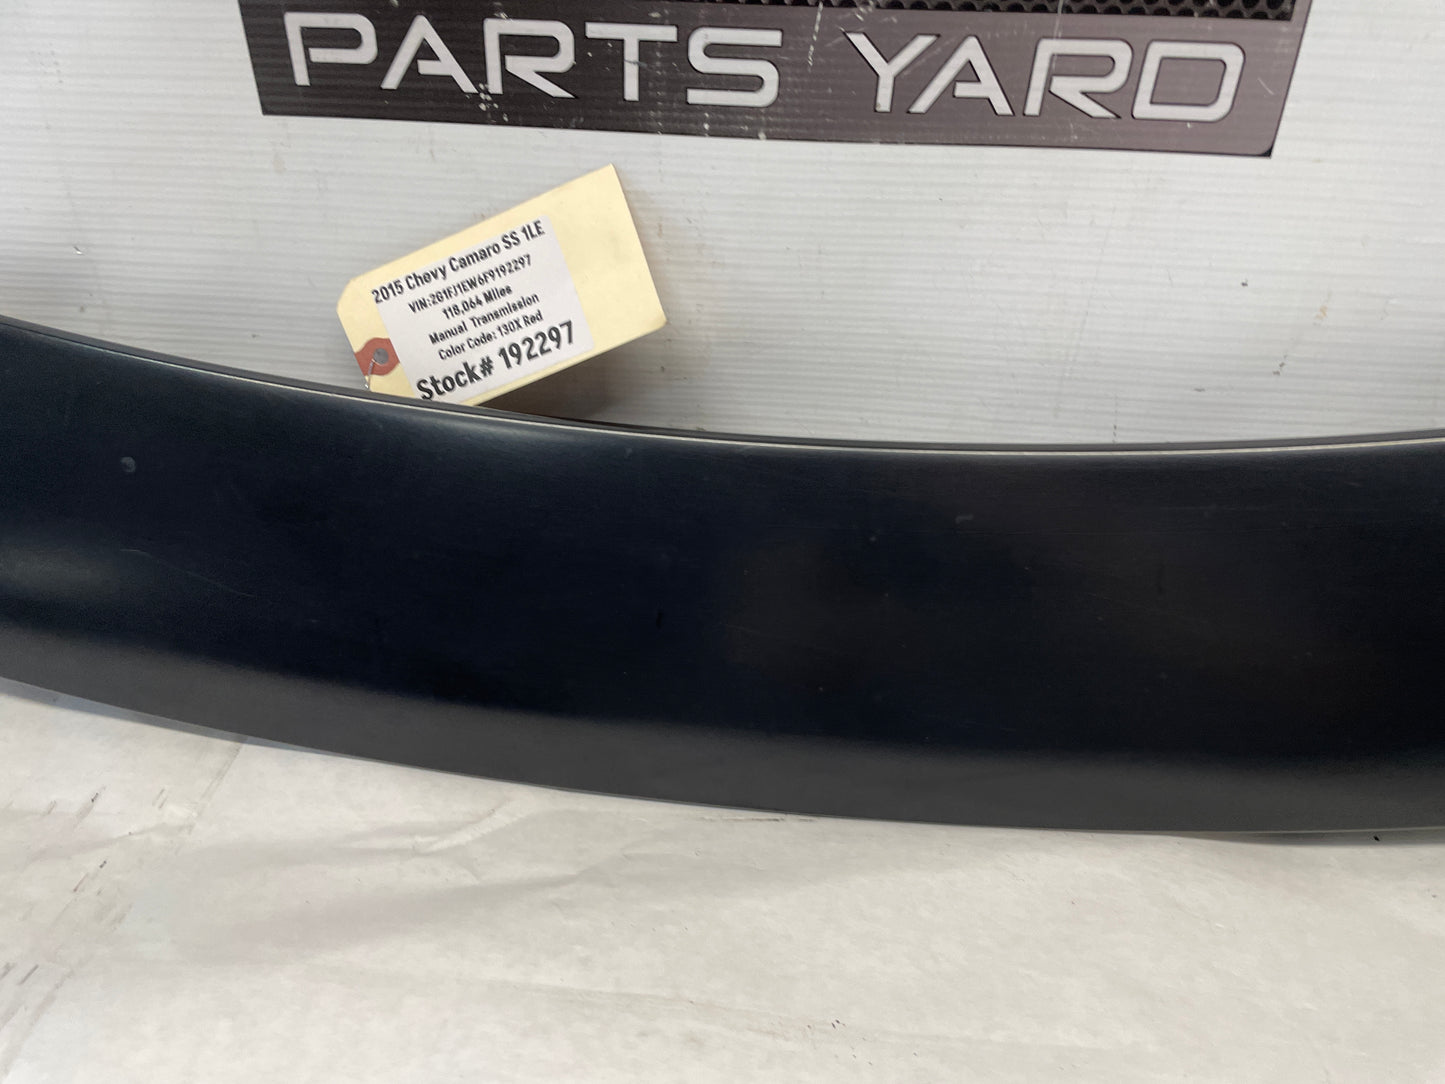 PARTS YARD
2015 Chevy Camaro SS 1LE
VIN:2G1FJ1EW6F9192297
118,064 Miles
Manual Transmission
Color Code: 130X Red
Stock# 192297